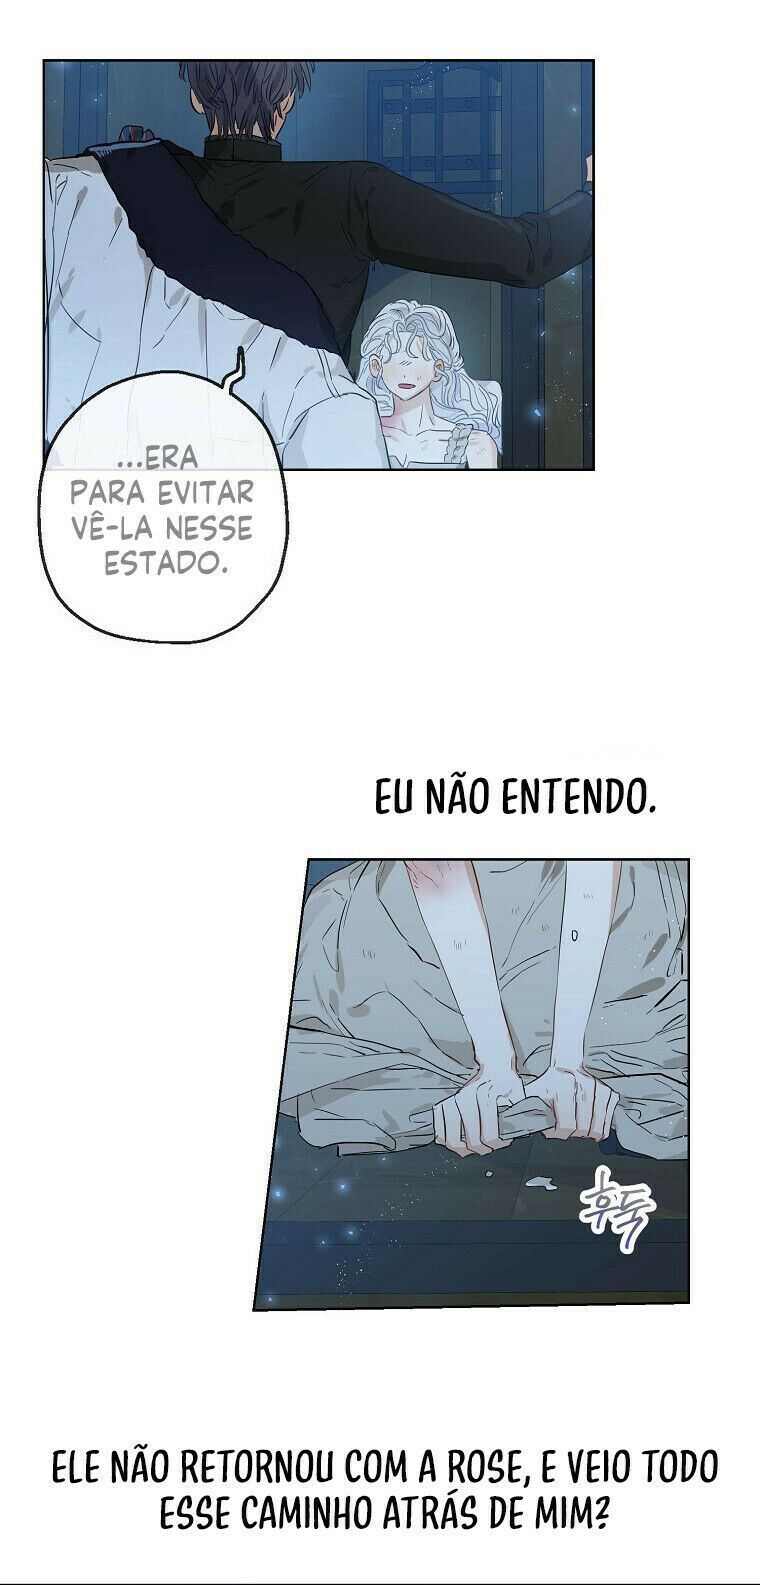 ...ERA
PARA EVITAR
VÊ-LA NESSE
ESTADO.
EU NÃO ENTENDO.
후둑
ELE NÃO RETORNOU COM A ROSE, E VEIO TODO
ESSE CAMINHO ATRÁS DE MIM?